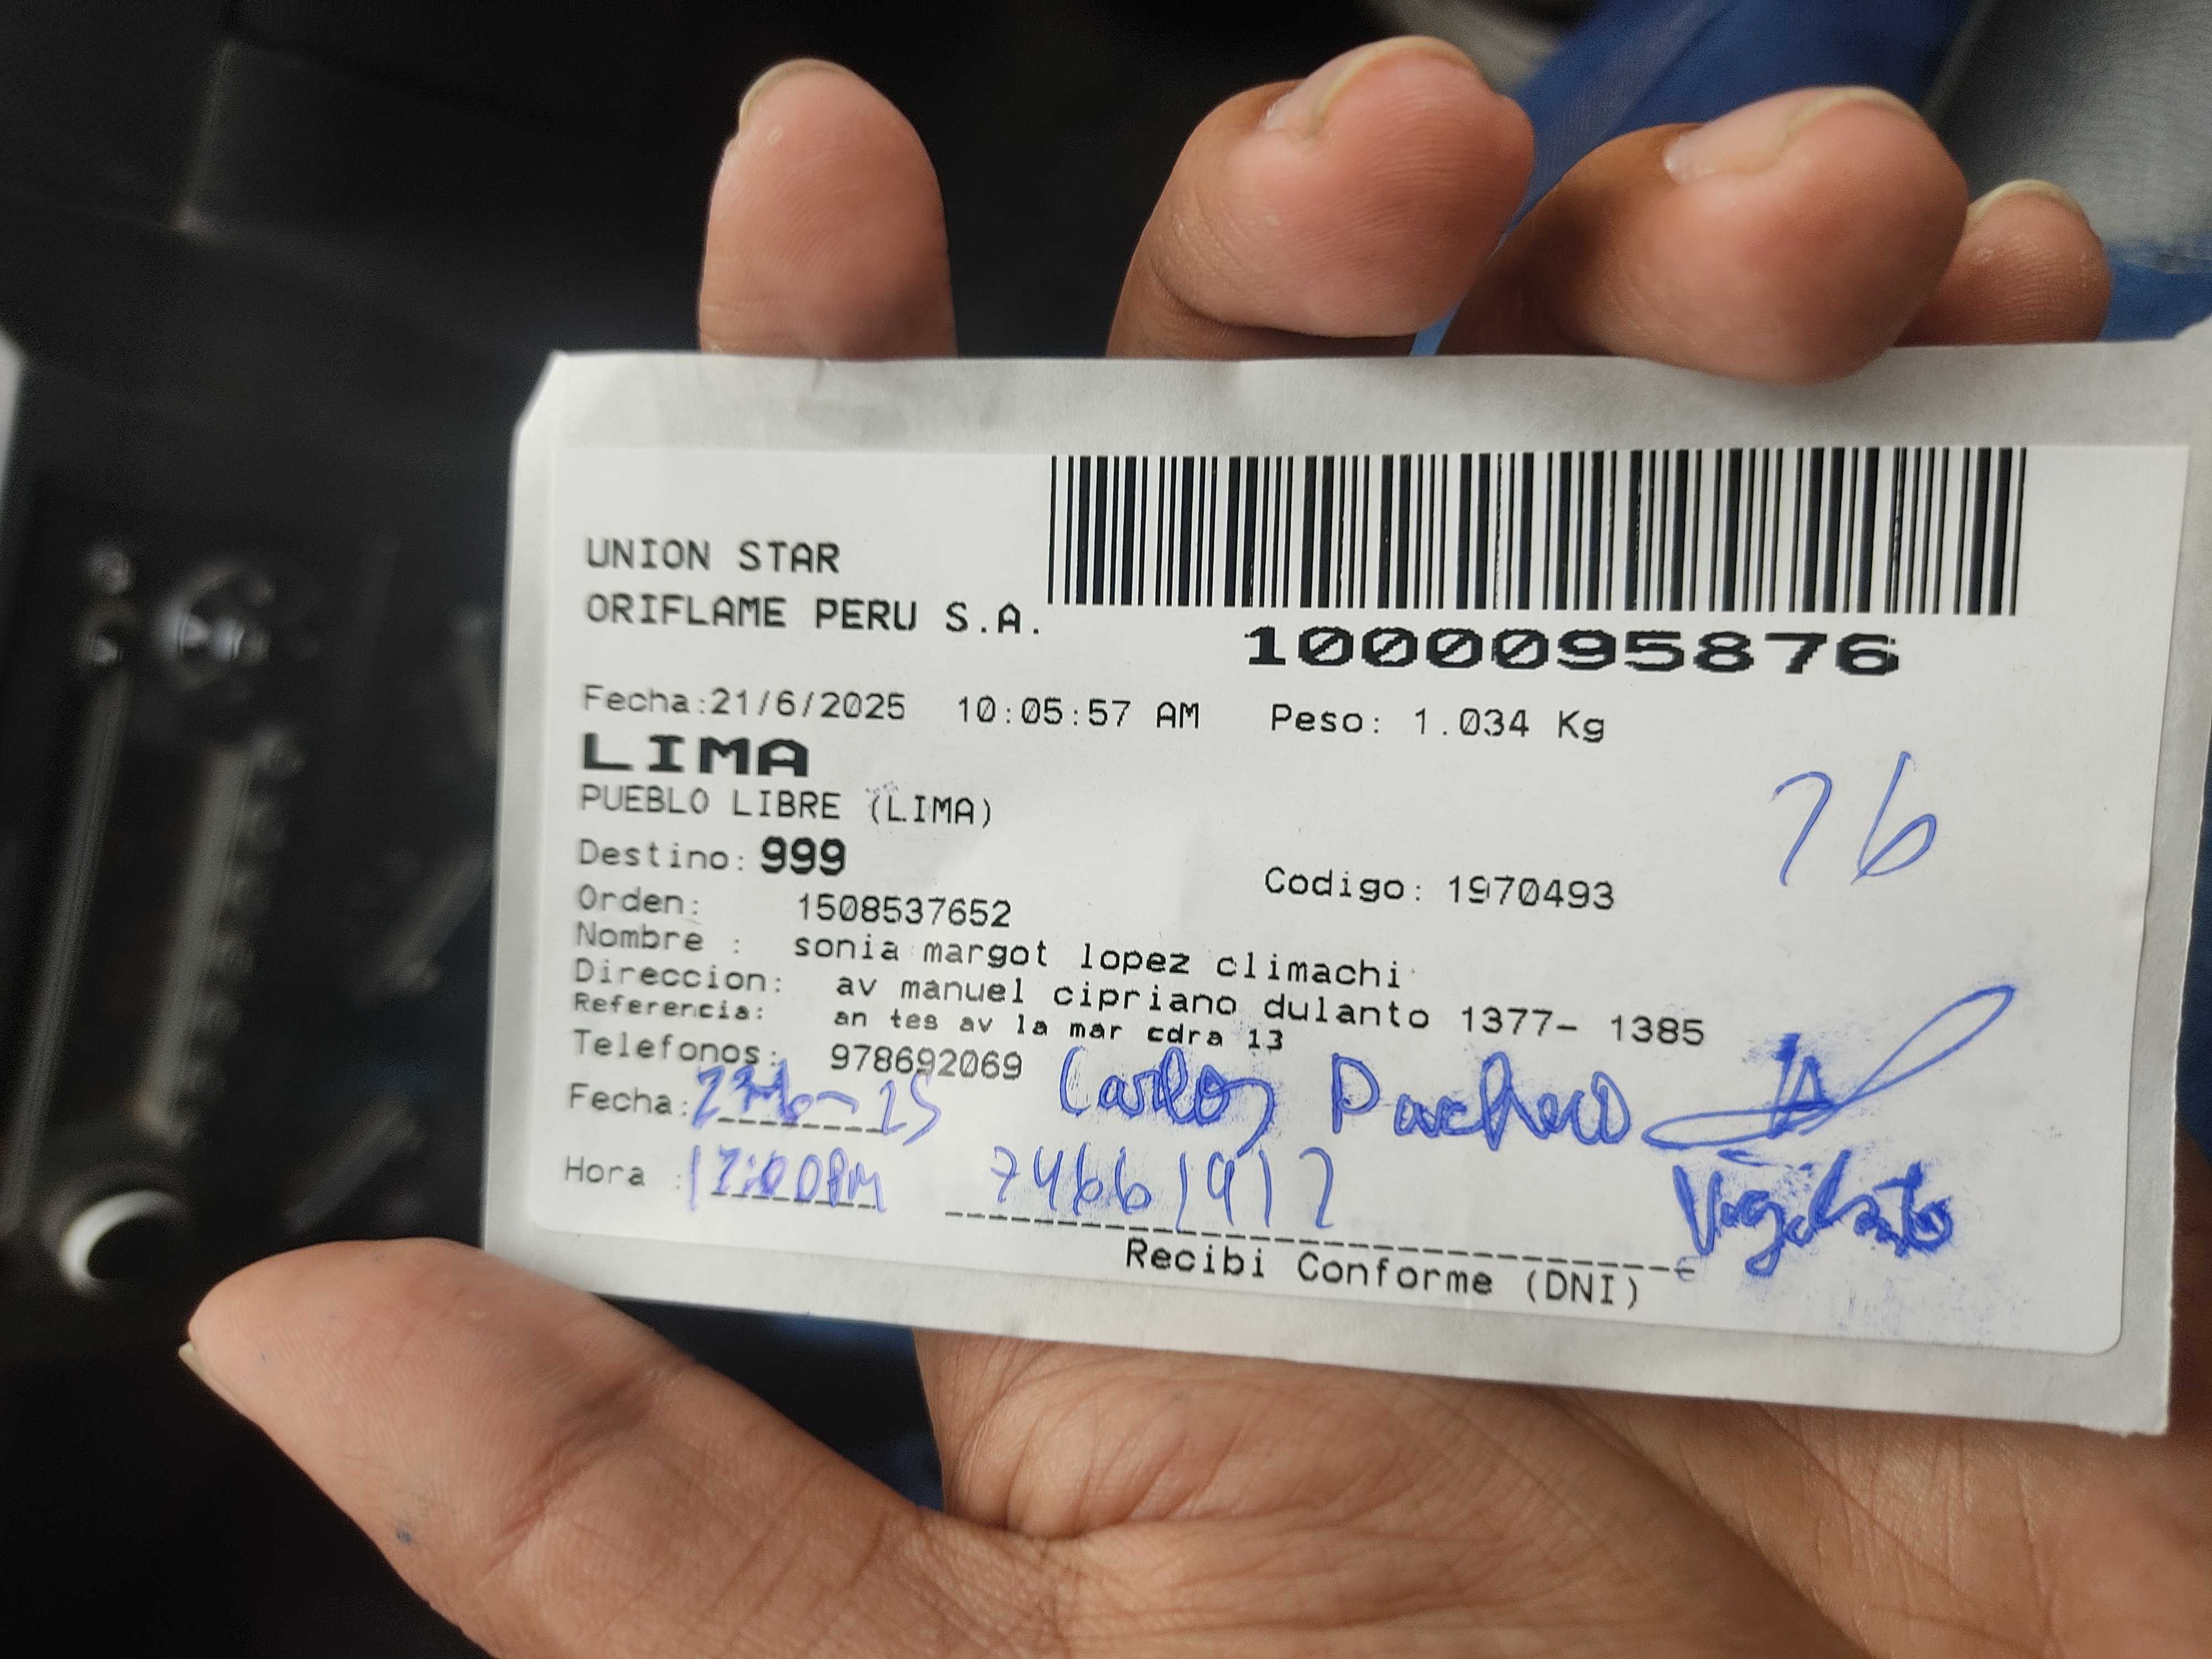 UNION STAR
ORIFLAME PERU S.A.
1000095876
Fecha:21/6/2025 10:05:57 AM Peso: 1.034 Kg
LIMA
PUEBLO LIBRE (LIMA)
76
Destino: 999
Codigo: 1970493
Orden: 1508537652
Nombre : sonia margot lopez climachi
Direccion: av manuel cipriano dulanto 1377- 1385
Referencia: an tes av la mar cdra 13
Telefonos: 978692069
Fecha: Carlos Pacheco
Hora : 12:00PM 74661912
Vigilante
Recibi Conforme (DNI)